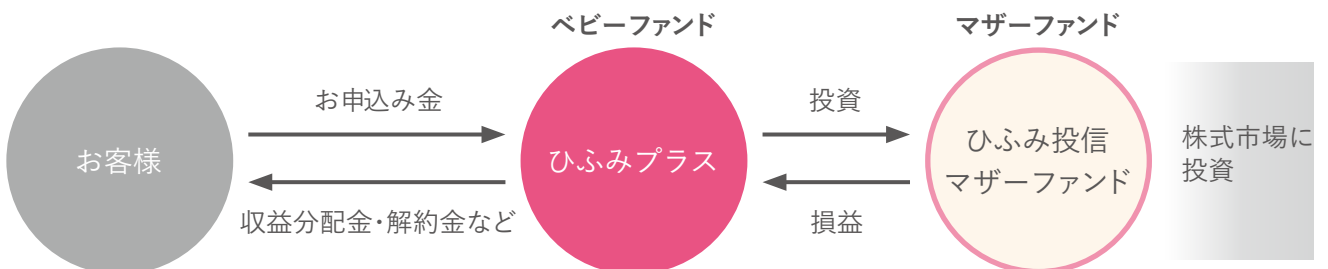 ベビーファンド
マザーファンド
お申込み金
投資
お客様
ひふみプラス
ひふみ投信
マザーファンド
株式市場に
投資
収益分配金・解約金など
損益